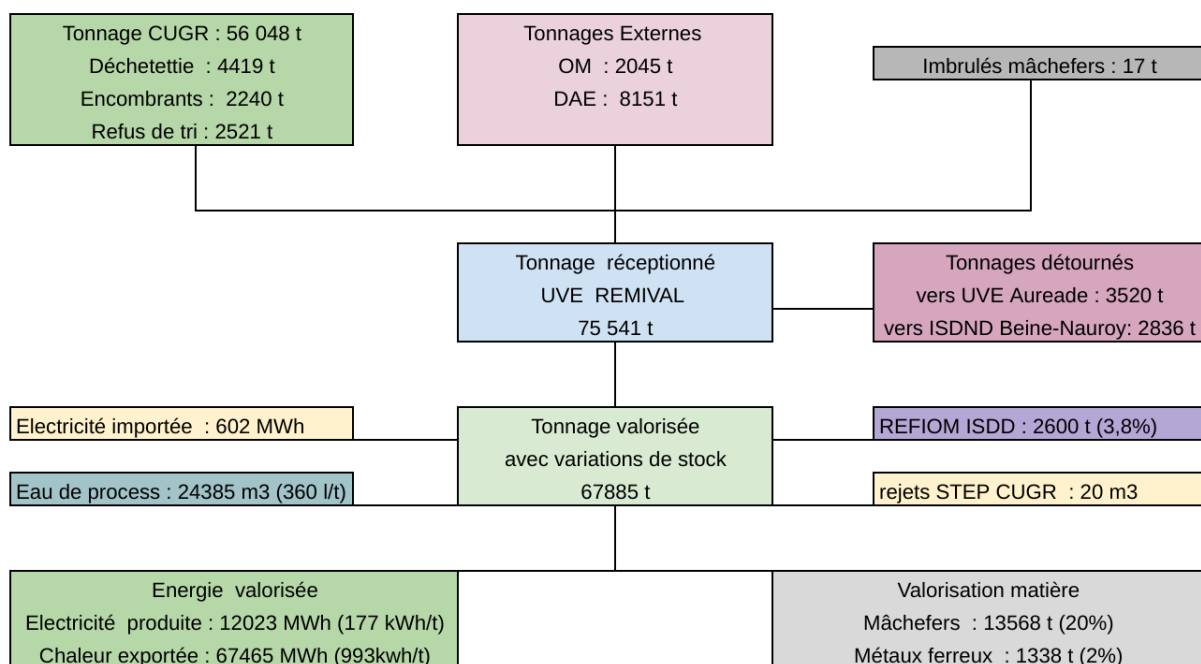 Tonnage CUGR : 56 048 t
Déchetettie : 4419 t
Encombrants : 2240 t
Refus de tri : 2521 t
Tonnages Externes
OM : 2045 t
DAE : 8151 t
Imbrulés mâchefers : 17 t
Tonnage réceptionné
UVE REMIVAL
75 541 t
Tonnages détournés
vers UVE Aureade : 3520 t
vers ISDND Beine-Nauroy: 2836 t
Electricité importée : 602 MWh
Tonnage valorisée
avec variations de stock
67885 t
REFIOM ISDD : 2600 t (3,8%)
Eau de process : 24385 m3 (360 l/t)
rejets STEP CUGR : 20 m3
Energie valorisée
Electricité produite : 12023 MWh (177 kWh/t)
Chaleur exportée : 67465 MWh (993kwh/t)
Valorisation matière
Mâchefers : 13568 t (20%)
Métaux ferreux : 1338 t (2%)